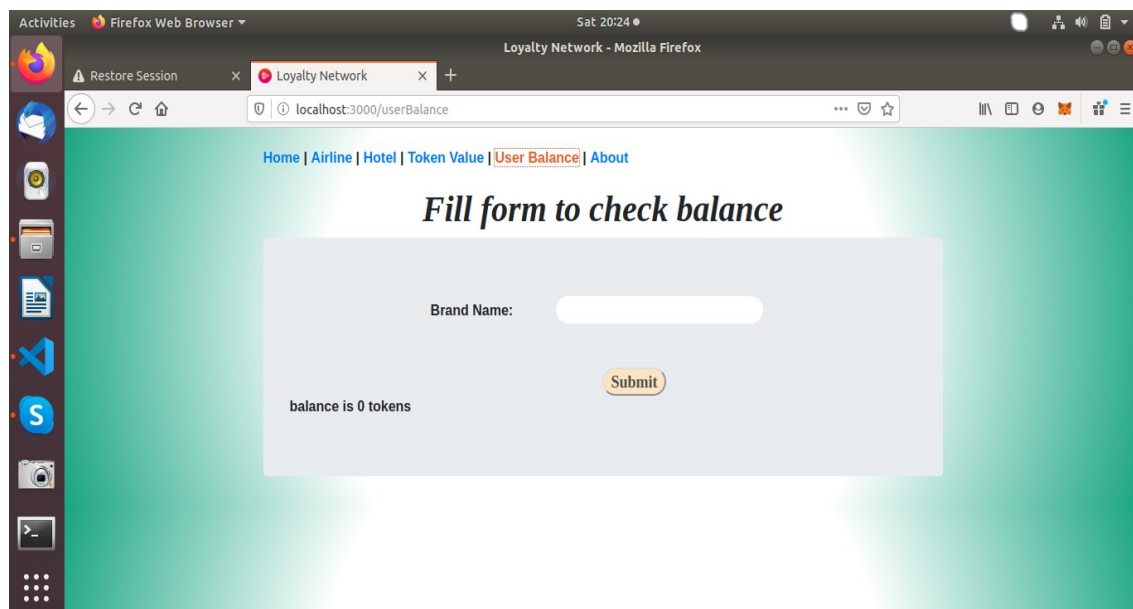 Activities Firefox Web Browser Sat 20:24
Loyalty Network - Mozilla Firefox
Restore Session Loyalty Network
localhost:3000/userBalance
Home | Airline | Hotel | Token Value | User Balance | About
Fill form to check balance
Brand Name:
Submit
balance is 0 tokens